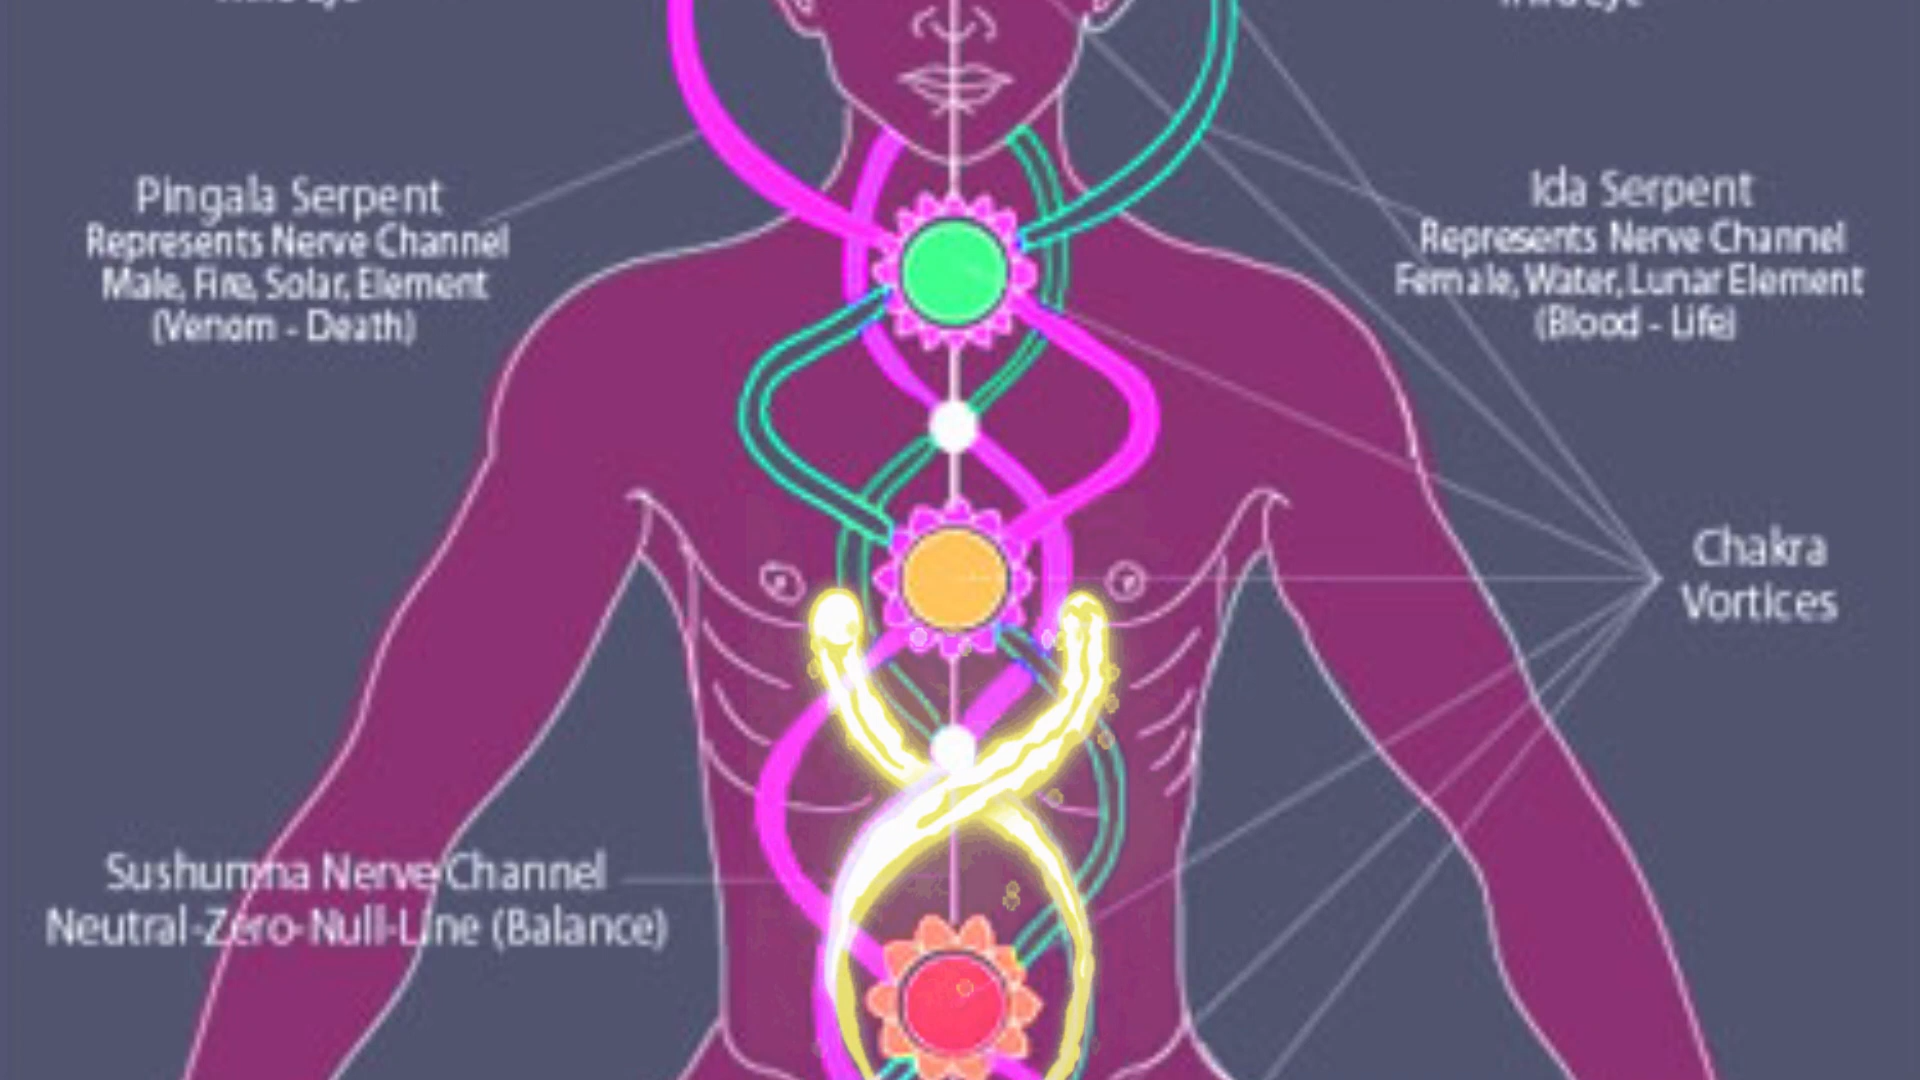 Pingala Serpent
Represents Nerve Channel
Male, Fire, Solar, Element
(Venom - Death)
Ida Serpent
Represents Nerve Channel
Female, Water, Lunar Element
(Blood - Life)
Chakra
Vortices
Sushumna Nerve Channel
Neutral-Zero-Null-Line (Balance)